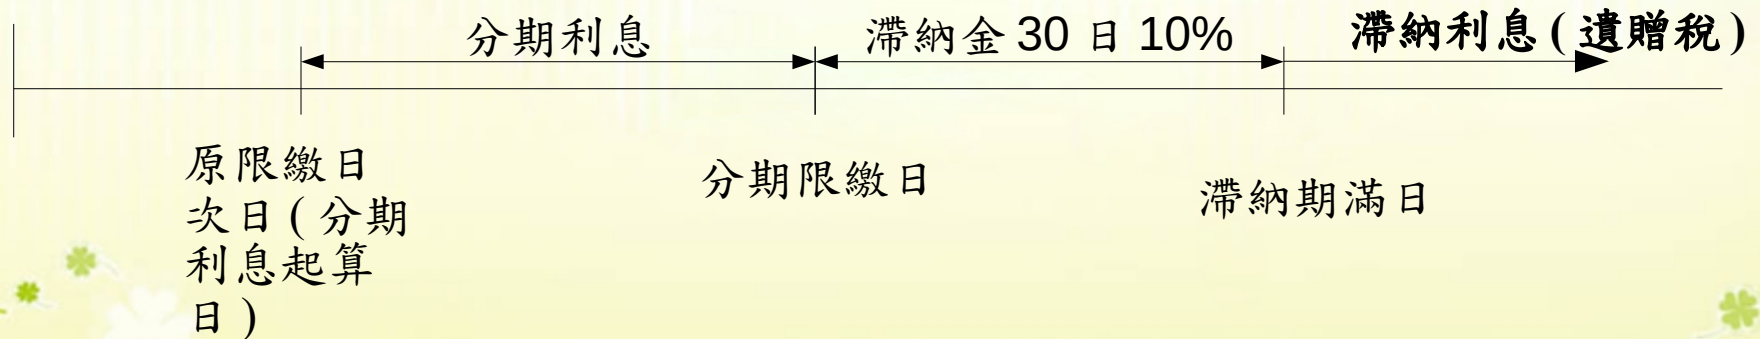 分期利息
滯納金 30 日 10%
滯納利息 ( 遺贈稅 )
原限繳日
次日 ( 分期
利息起算
日 )
分期限繳日
滯納期滿日